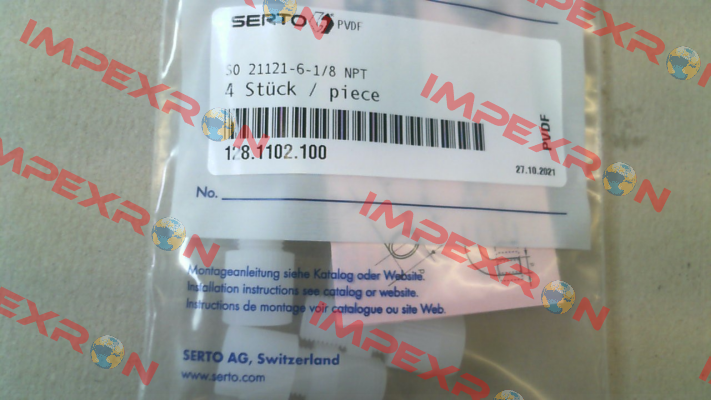 SERTO PVDF
SO 21121-6-1/8 NPT
4 Stück / piece
128.1102.100
27.10.2021
PVDF
No.
Montageanleitung siehe Katalog oder Website.
Installation instructions see catalog or website.
Instructions de montage voir catalogue ou site Web.
SERTO AG, Switzerland
www.serto.com
IMPEXRON
IMPEXRON
IMPEXRON
IMPEXRON
IMPEXRON
IMPEXRON